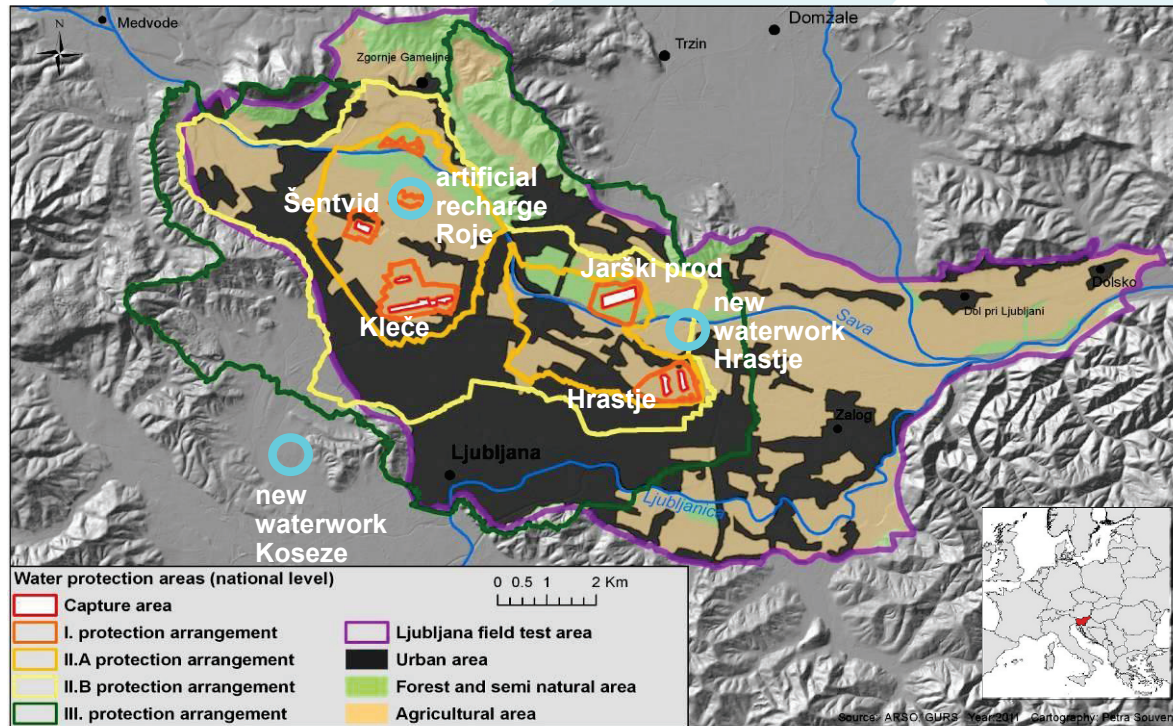 Medvode
N
Domžale
Trzin
Zgornje Gameljne
Šentvid
artificial
recharge
Roje
Jarški prod
new
waterwork
Hrastje
Kleče
Sava
Dolsko
Dol pri Ljubljani
Hrastje
Zalog
Ljubljana
Ljubljanica
new
waterwork
Koseze
Water protection areas (national level)
0 0.5 1 2 Km
Capture area
I. protection arrangement
II.A protection arrangement
II.B protection arrangement
III. protection arrangement
Ljubljana field test area
Urban area
Forest and semi natural area
Agricultural area
Source: ARSO, GURS Year:2011 Cartography: Petra Souvan